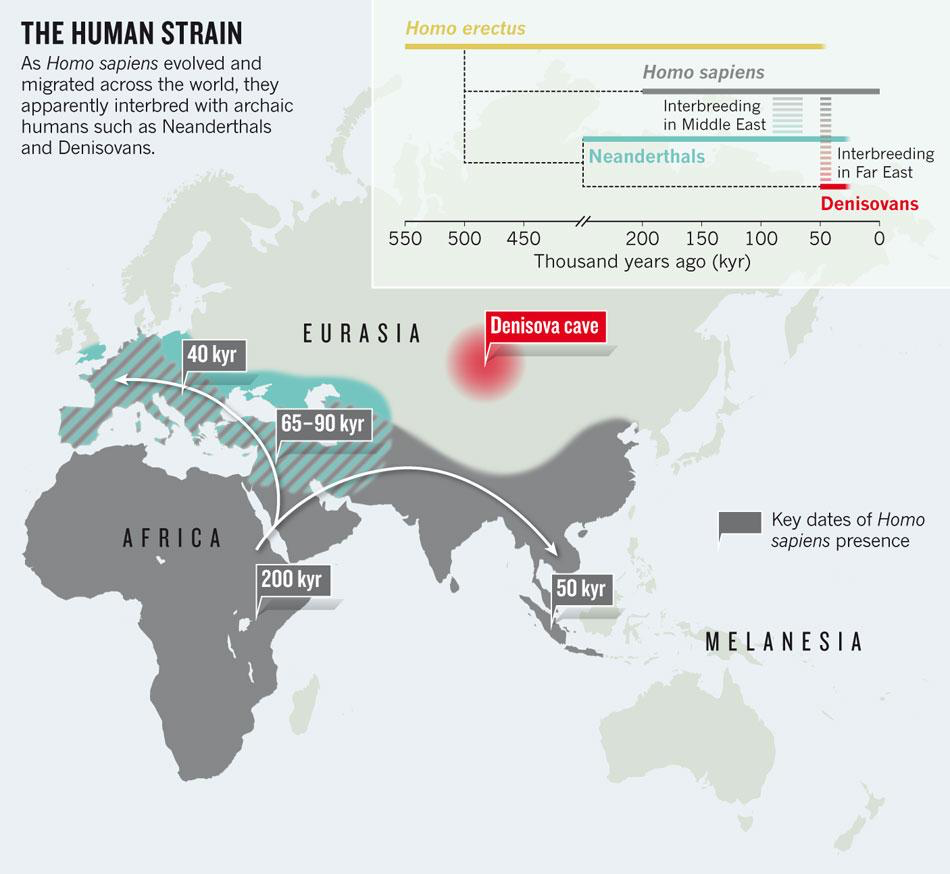 THE HUMAN STRAIN
As Homo sapiens evolved and
migrated across the world, they
apparently interbred with archaic
humans such as Neanderthals
and Denisovans.
Homo erectus
Homo sapiens
Interbreeding
in Middle East
Neanderthals
Interbreeding
in Far East
Denisovans
550 500 450 200 150 100 50 0
Thousand years ago (kyr)
EURASIA
Denisova cave
40 kyr
65–90 kyr
AFRICA
Key dates of Homo
sapiens presence
200 kyr
50 kyr
MELANESIA